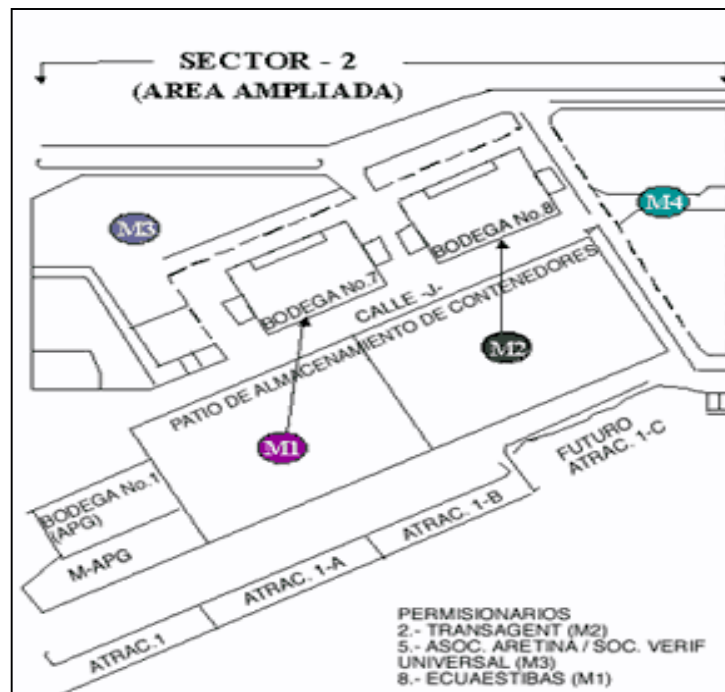 SECTOR - 2
(AREA AMPLIADA)
M3
M4
BODEGA No.8
BODEGA No.7
CALLE -J-
PATIO DE ALMACENAMIENTO DE CONTENEDORES
M2
M1
BODEGA No.1
(APG)
M-APG
FUTURO
ATRAC. 1-C
ATRAC. 1-B
ATRAC. 1-A
ATRAC.1
PERMISIONARIOS
2.- TRANSAGENT (M2)
5.- ASOC. ARETINA / SOC. VERIF
UNIVERSAL (M3)
8.- ECUAESTIBAS (M1)